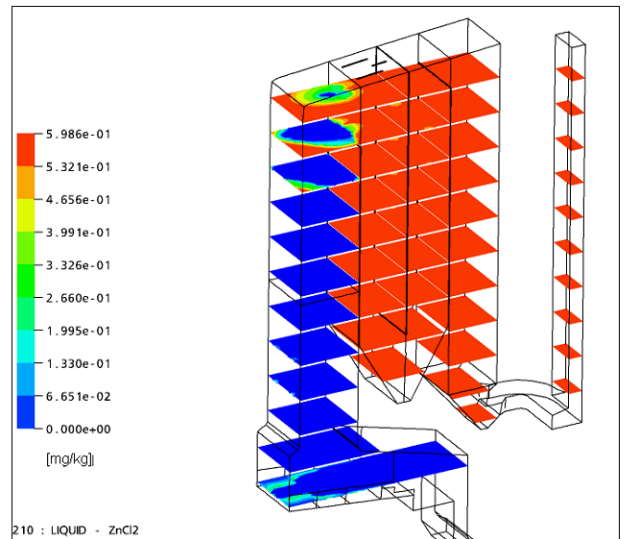 5.986e-01
5.321e-01
4.656e-01
3.991e-01
3.326e-01
2.660e-01
1.995e-01
1.330e-01
6.651e-02
0.000e+00
[mg/kg]
210 : LIQUID - ZnCl2